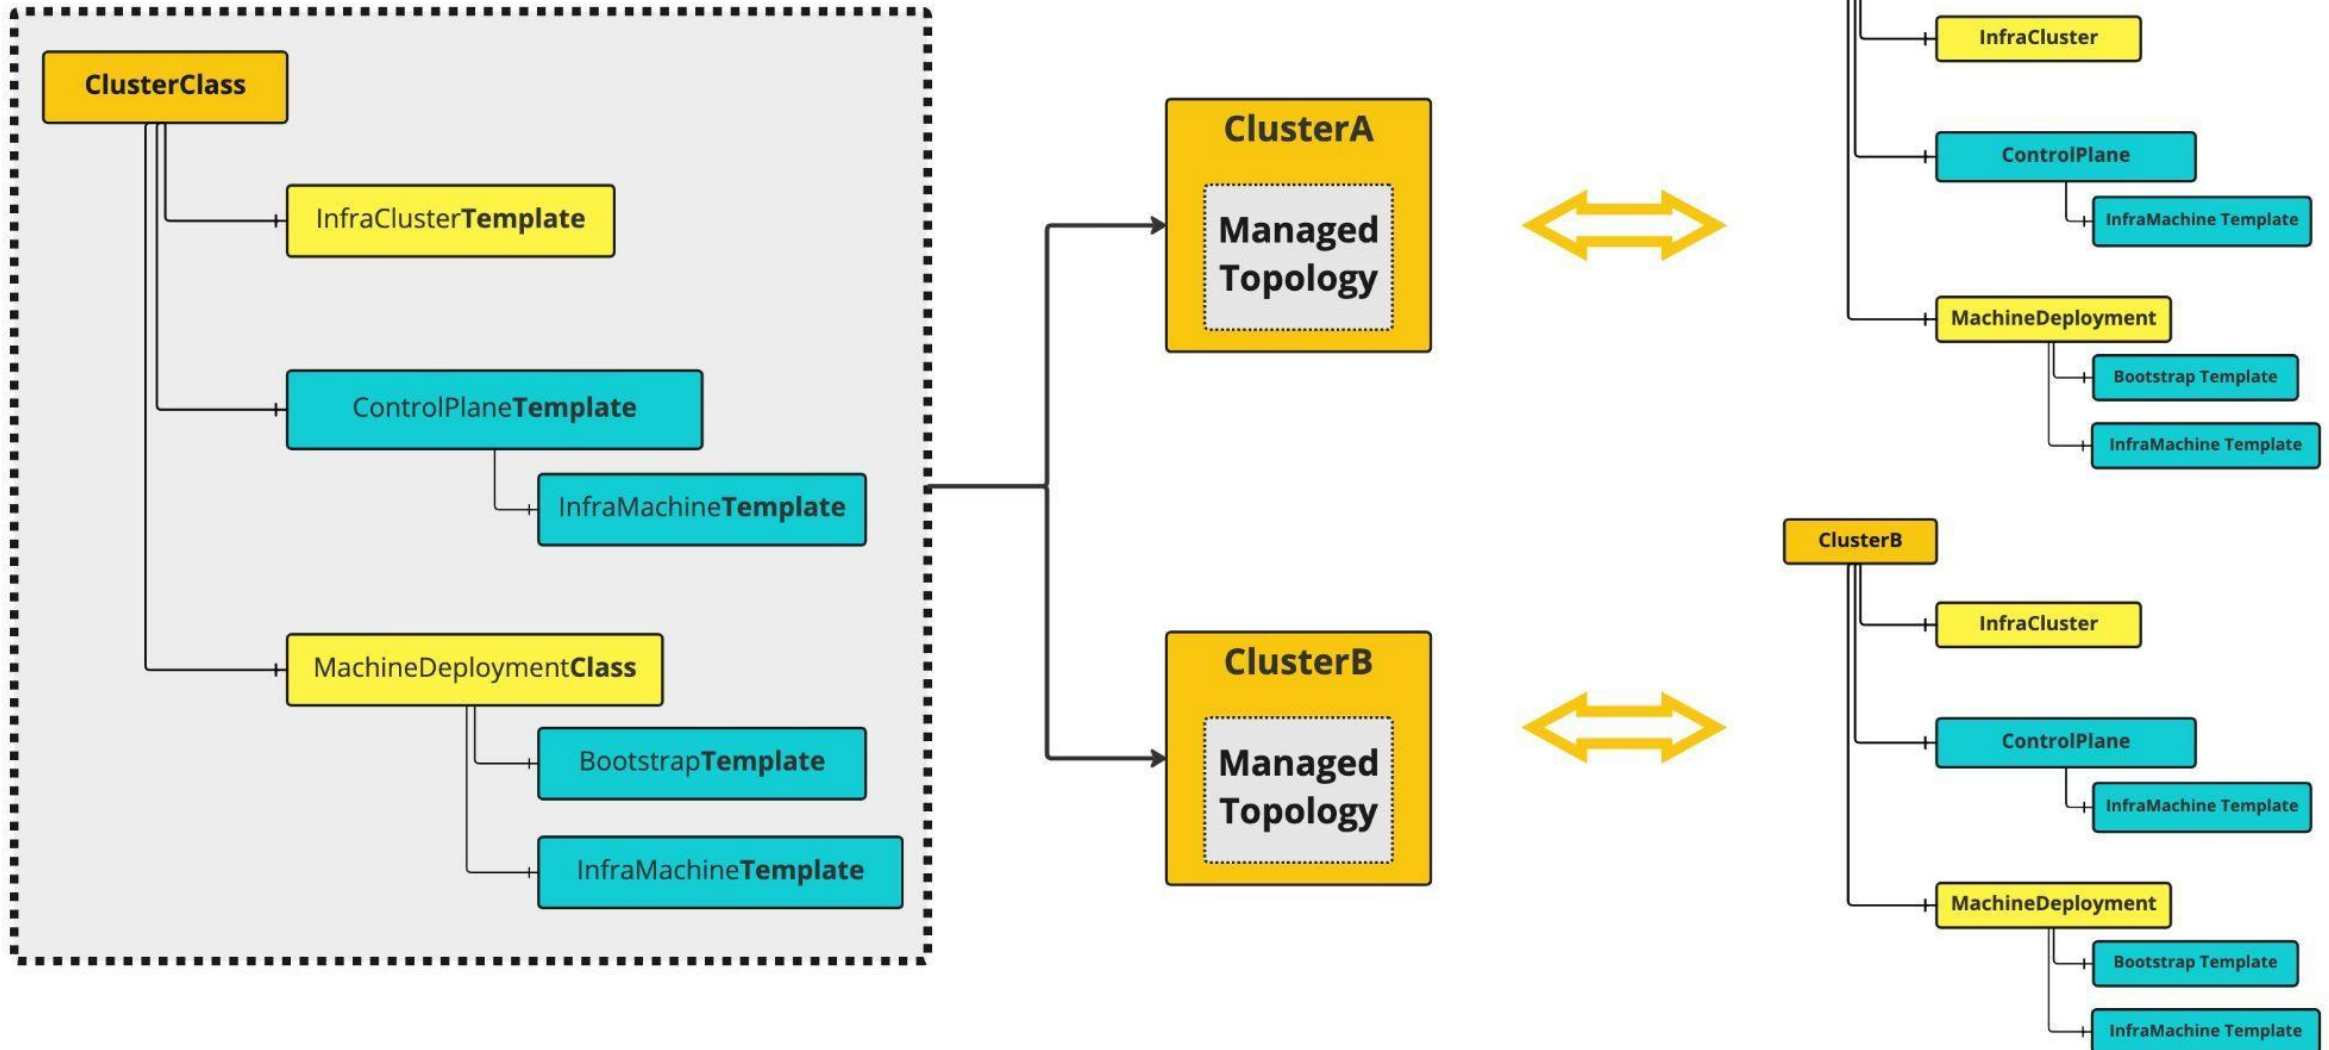 ClusterClass
InfraClusterTemplate
ControlPlaneTemplate
InfraMachineTemplate
MachineDeploymentClass
BootstrapTemplate
InfraMachineTemplate
ClusterA
Managed
Topology
ClusterB
Managed
Topology
InfraCluster
ControlPlane
InfraMachine Template
MachineDeployment
Bootstrap Template
InfraMachine Template
ClusterB
InfraCluster
ControlPlane
InfraMachine Template
MachineDeployment
Bootstrap Template
InfraMachine Template